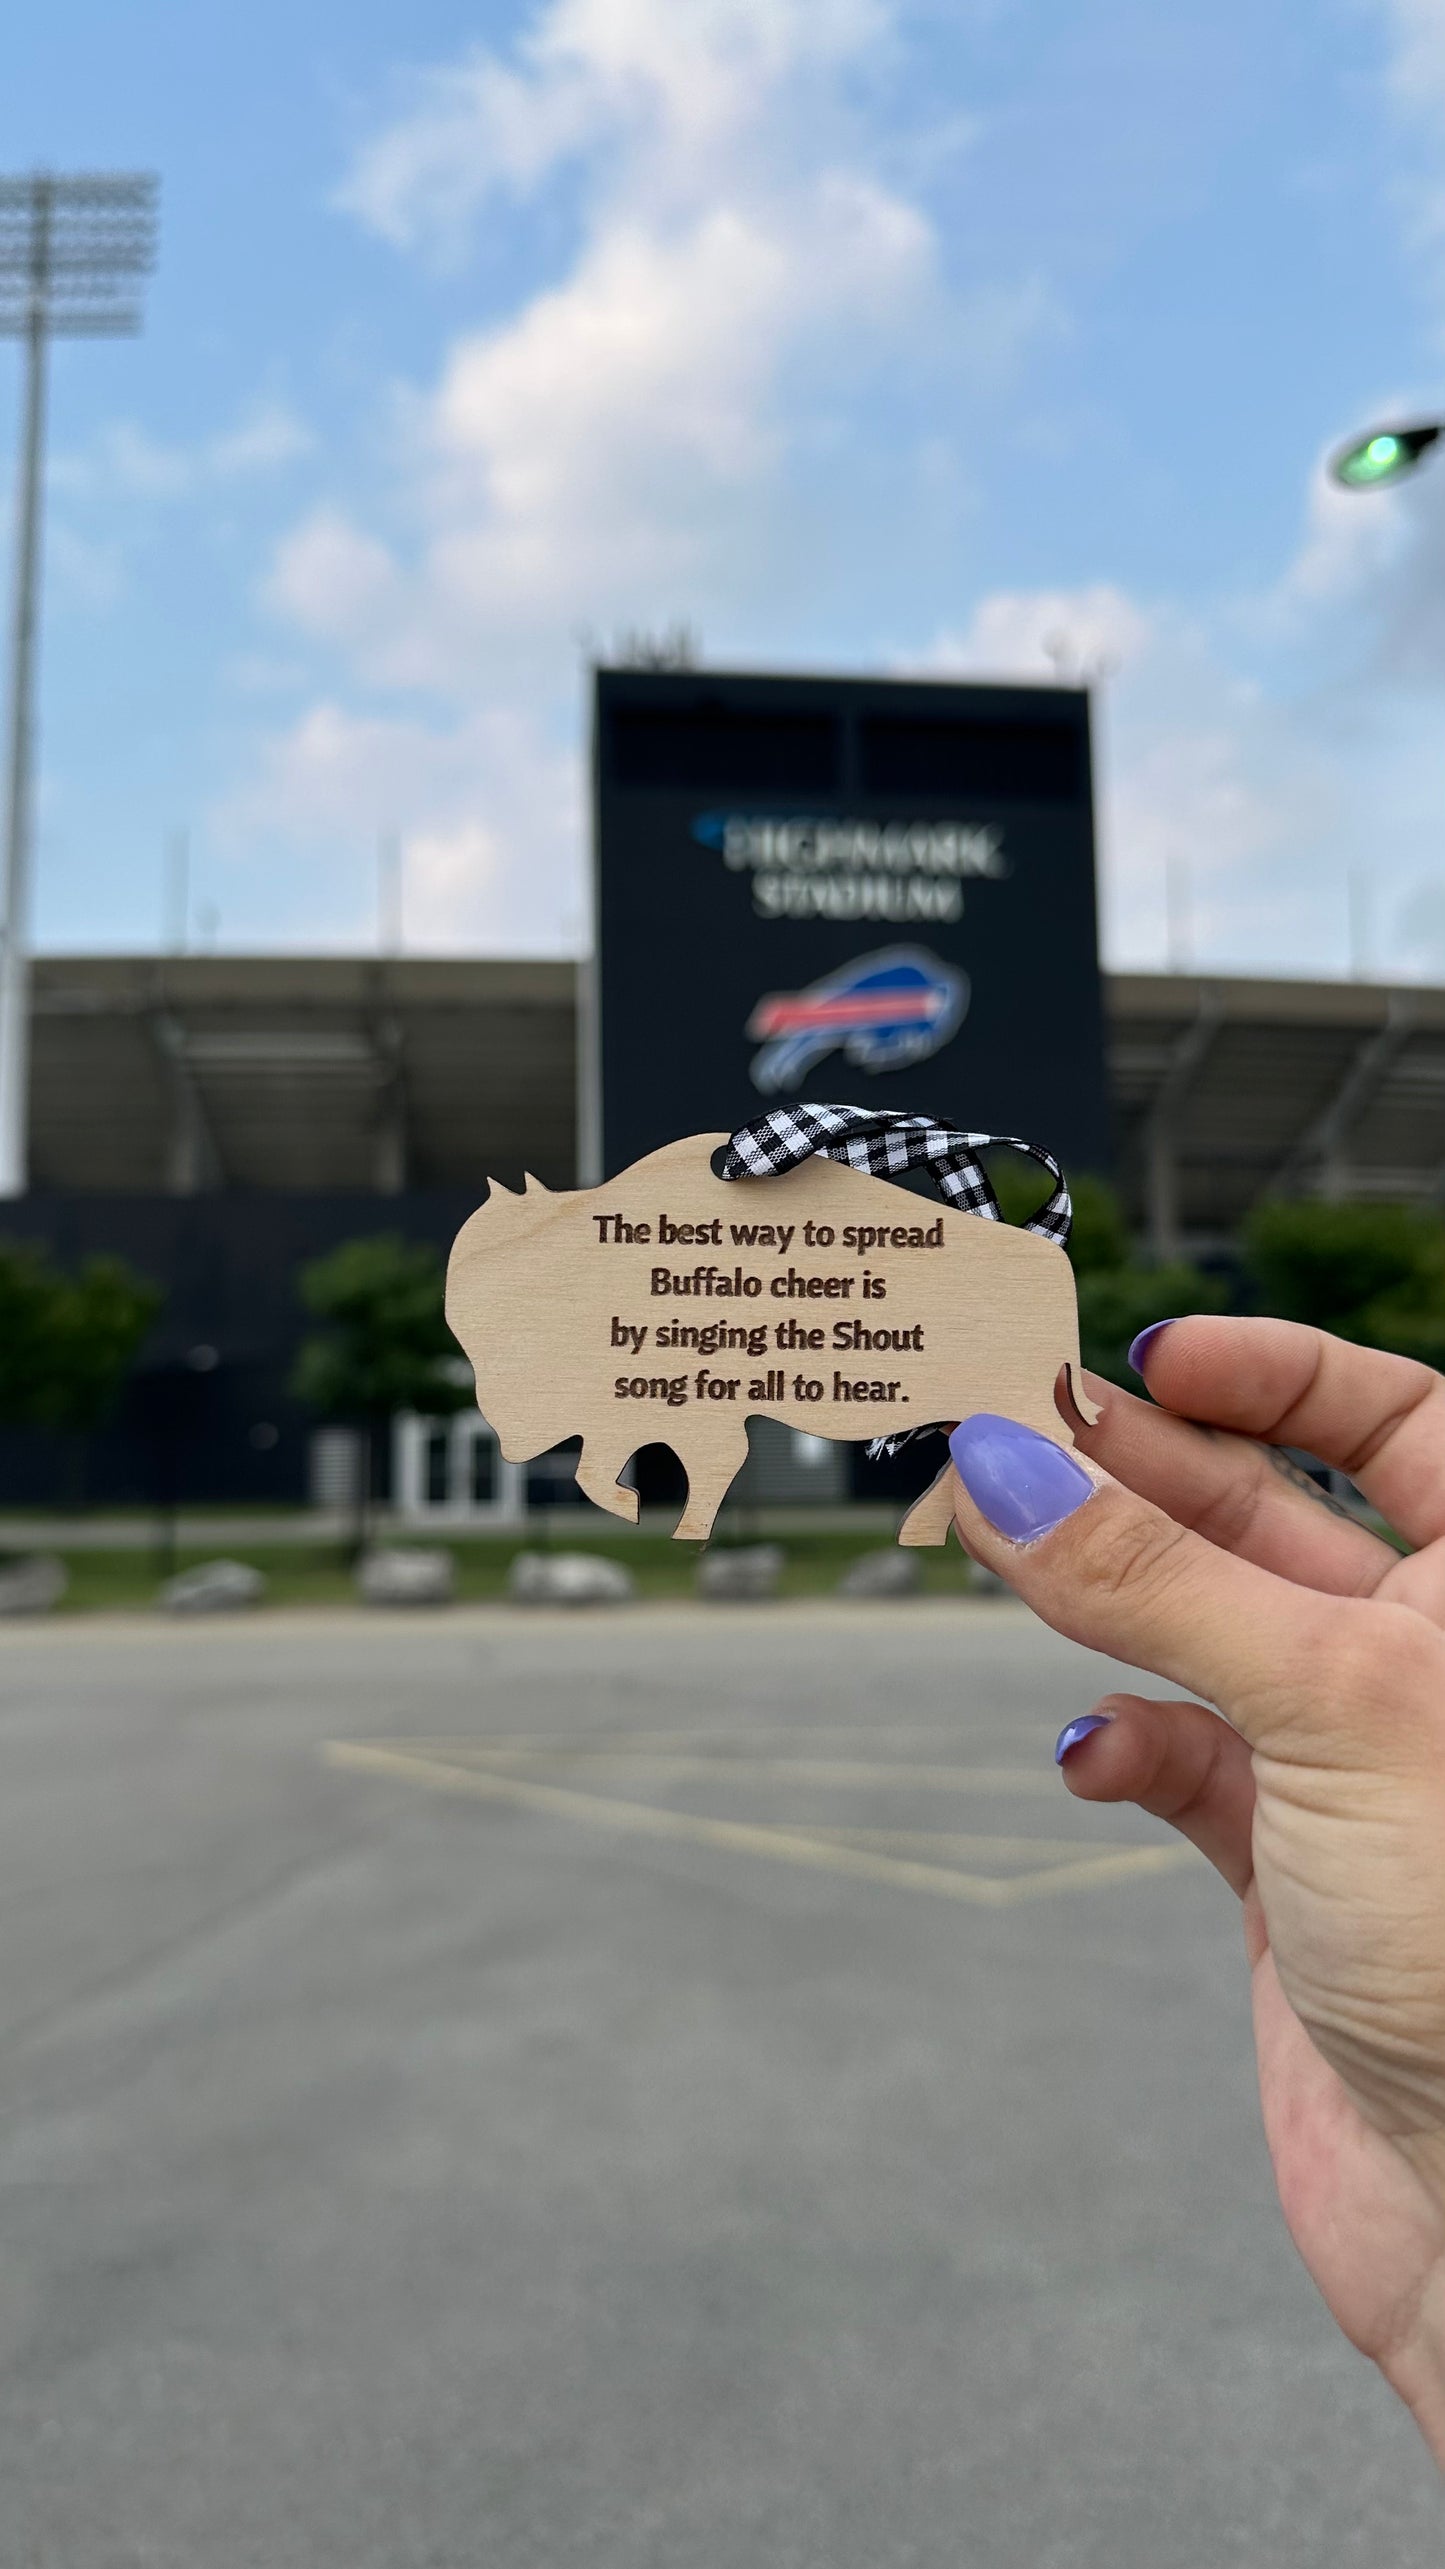 HIGHMARK
STADIUM
The best way to spread
Buffalo cheer is
by singing the Shout
song for all to hear.